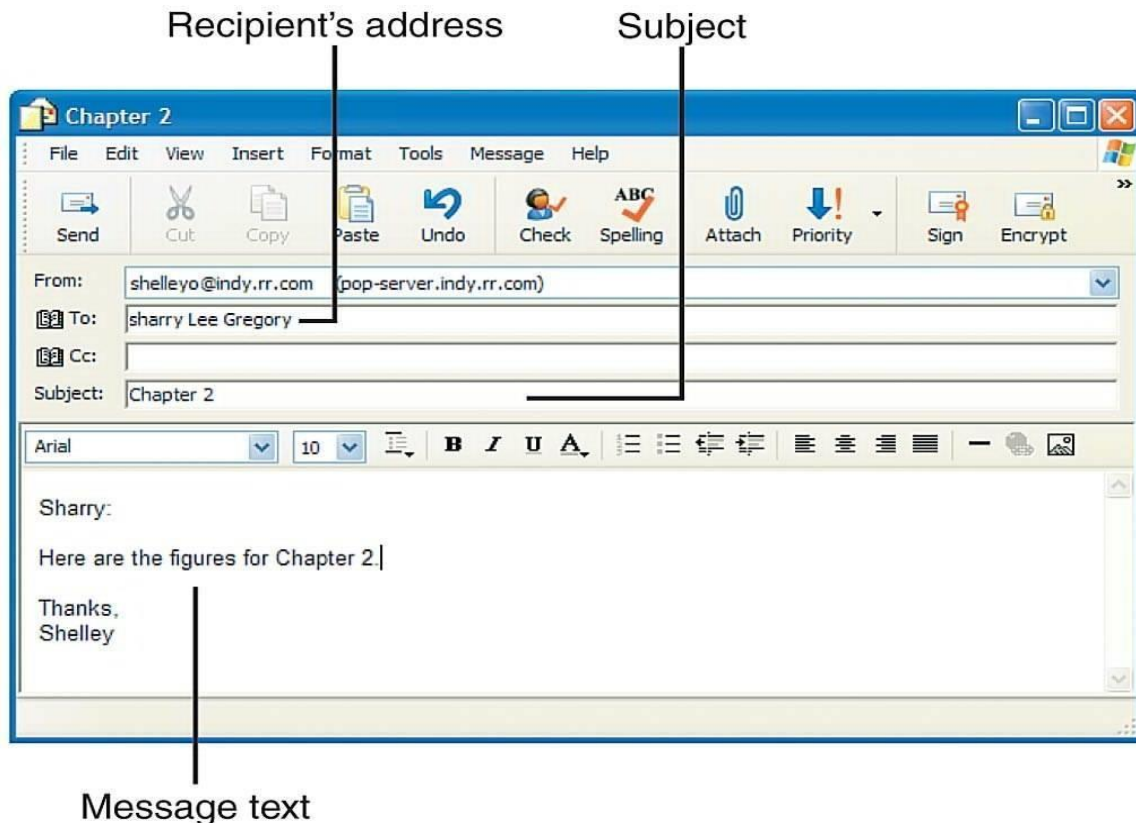 Recipient's address Subject
Chapter 2
File Edit View Insert Format Tools Message Help
Send Cut Copy Paste Undo Check ABC Spelling Attach Priority Sign Encrypt
From: shelleyo@indy.rr.com (pop-server.indy.rr.com)
To: sharry Lee Gregory
Cc:
Subject: Chapter 2
Arial 10 B I U A
Sharry:
Here are the figures for Chapter 2.
Thanks,
Shelley
Message text